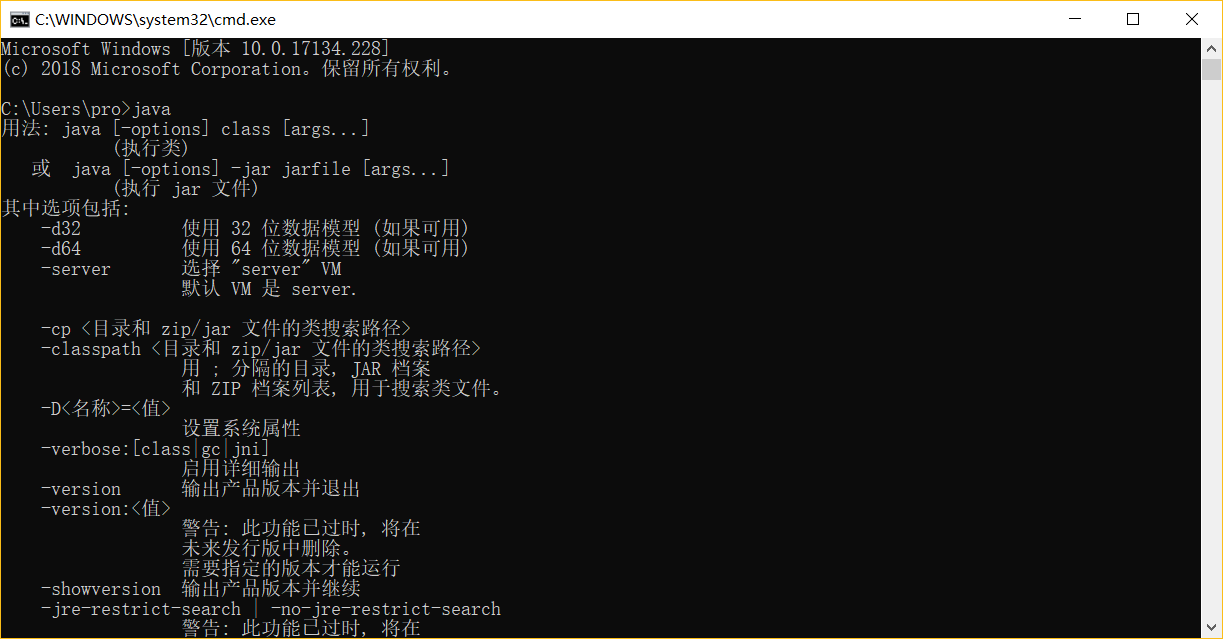 C:\WINDOWS\system32\cmd.exe
Microsoft Windows [版本 10.0.17134.228]
(c) 2018 Microsoft Corporation。保留所有权利。
C:\Users\pro>java
用法: java [-options] class [args...]
(执行类)
或  java [-options] -jar jarfile [args...]
(执行 jar 文件)
其中选项包括:
-d32          使用 32 位数据模型 (如果可用)
-d64          使用 64 位数据模型 (如果可用)
-server       选择 "server" VM
默认 VM 是 server.
-cp <目录和 zip/jar 文件的类搜索路径>
-classpath <目录和 zip/jar 文件的类搜索路径>
用 ; 分隔的目录, JAR 档案
和 ZIP 档案列表, 用于搜索类文件。
-D<名称>=<值>
设置系统属性
-verbose:[class|gc|jni]
启用详细输出
-version      输出产品版本并退出
-version:<值>
警告: 此功能已过时, 将在
未来发行版中删除。
需要指定的版本才能运行
-showversion  输出产品版本并继续
-jre-restrict-search | -no-jre-restrict-search
警告: 此功能已过时, 将在